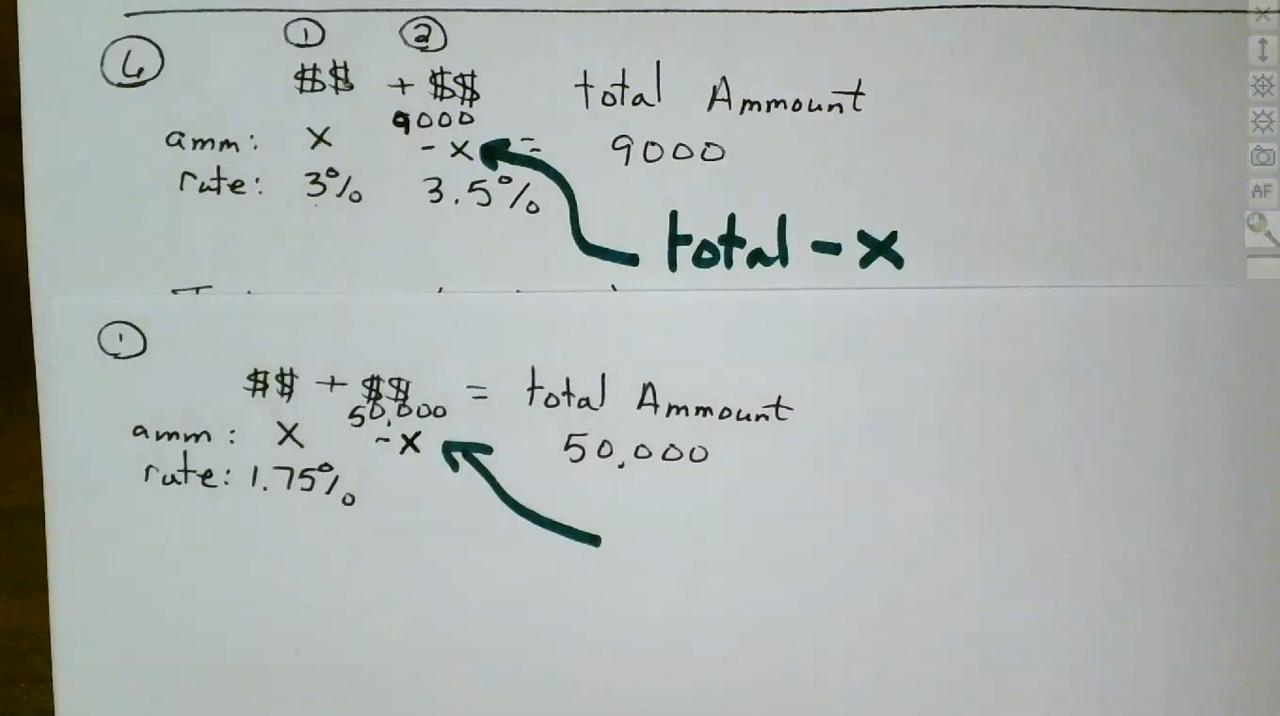 ① ②
⑥ $$ + $$ total Ammount
9000
amm: x - x = 9000
rate: 3% 3.5%
total - x
①
$$ + $$ = total Ammount
50,000
amm: x - x 50,000
rate: 1.75%
AF